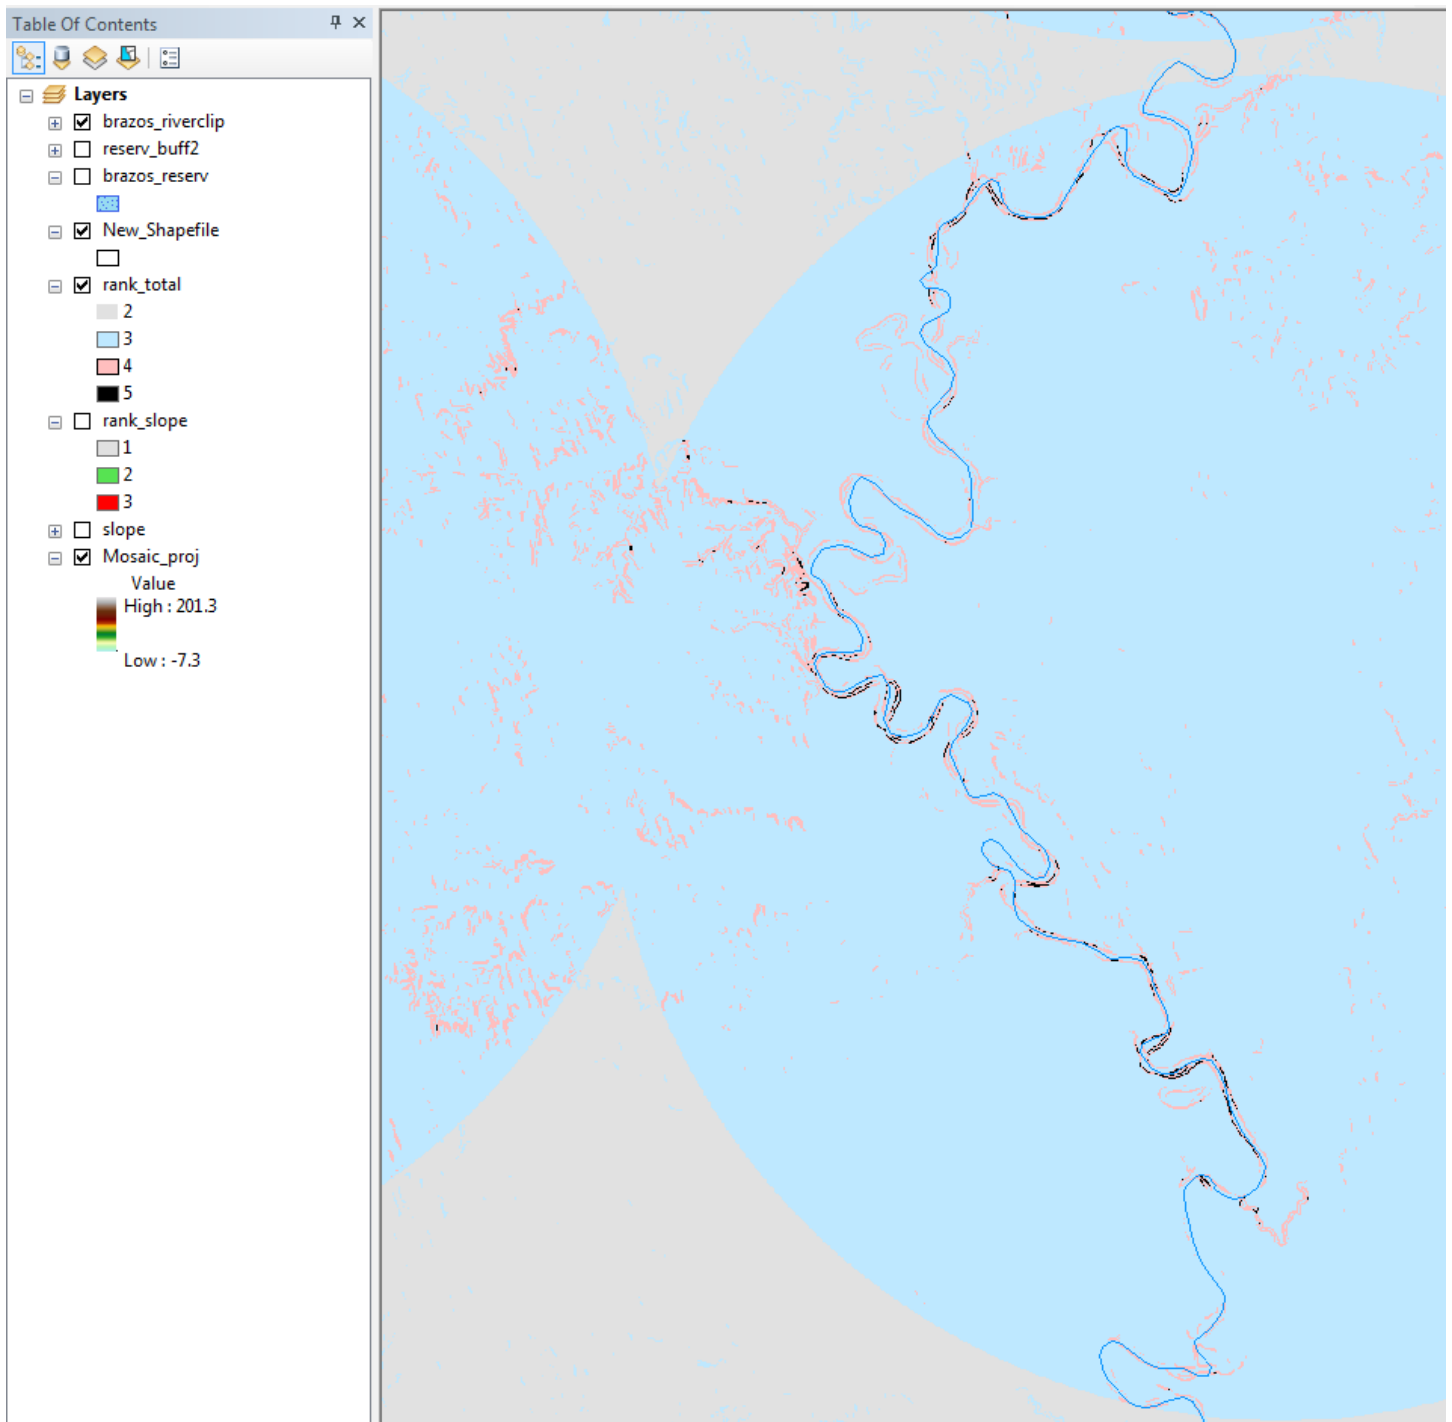 Table Of Contents
Layers
brazos_riverclip
reserv_buff2
brazos_reserv
New_Shapefile
rank_total
2
3
4
5
rank_slope
1
2
3
slope
Mosaic_proj
Value
High : 201.3
Low : -7.3